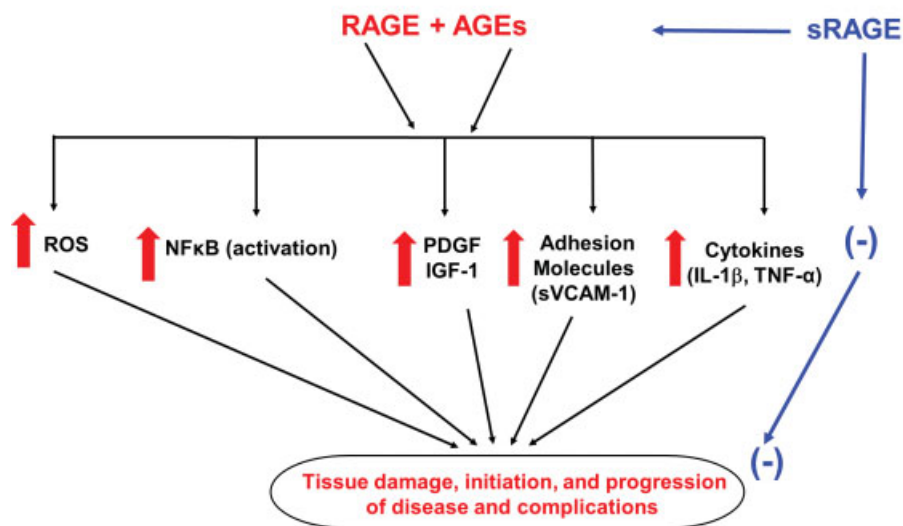 RAGE + AGEs
sRAGE
ROS
NFκB (activation)
PDGF
IGF-1
Adhesion
Molecules
(sVCAM-1)
Cytokines
(IL-1β, TNF-α)
(-)
(-)
Tissue damage, initiation, and progression
of disease and complications